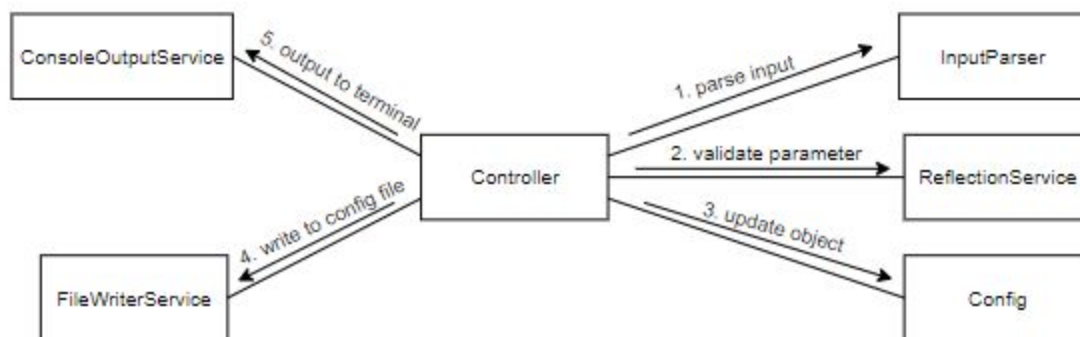 ConsoleOutputService
5. output to terminal
1. parse input
InputParser
Controller
2. validate parameter
ReflectionService
4. write to config file
3. update object
FileWriterService
Config